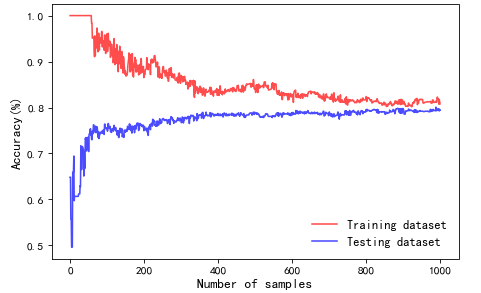 1.0
0.9
0.8
0.7
0.6
0.5
Accuracy(%)
0 200 400 600 800 1000
Number of samples
Training dataset
Testing dataset